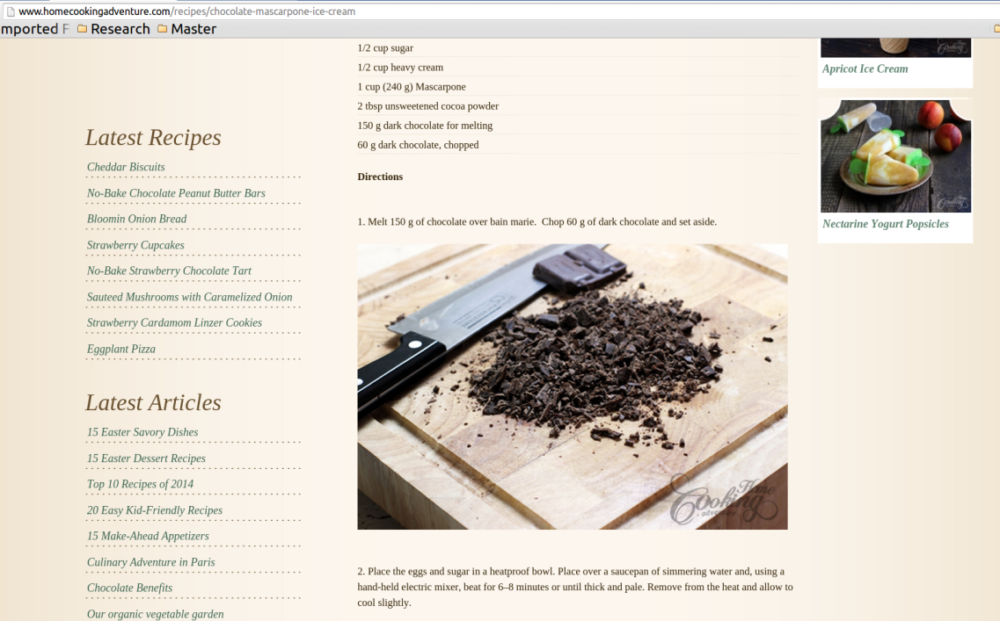 www.homecookingadventure.com/recipes/chocolate-mascarpone-ice-cream
mported F Research Master
Latest Recipes
Cheddar Biscuits
No-Bake Chocolate Peanut Butter Bars
Bloomin Onion Bread
Strawberry Cupcakes
No-Bake Strawberry Chocolate Tart
Sauteed Mushrooms with Caramelized Onion
Strawberry Cardamom Linzer Cookies
Eggplant Pizza
Latest Articles
15 Easter Savory Dishes
15 Easter Dessert Recipes
Top 10 Recipes of 2014
20 Easy Kid-Friendly Recipes
15 Make-Ahead Appetizers
Culinary Adventure in Paris
Chocolate Benefits
Our organic vegetable garden
1/2 cup sugar
1/2 cup heavy cream
1 cup (240 g) Mascarpone
2 tbsp unsweetened cocoa powder
150 g dark chocolate for melting
60 g dark chocolate, chopped
Directions
1. Melt 150 g of chocolate over bain marie.  Chop 60 g of dark chocolate and set aside.
Home
Cooking
2. Place the eggs and sugar in a heatproof bowl. Place over a saucepan of simmering water and, using a
hand-held electric mixer, beat for 6–8 minutes or until thick and pale. Remove from the heat and allow to
cool slightly.
Apricot Ice Cream
Nectarine Yogurt Popsicles